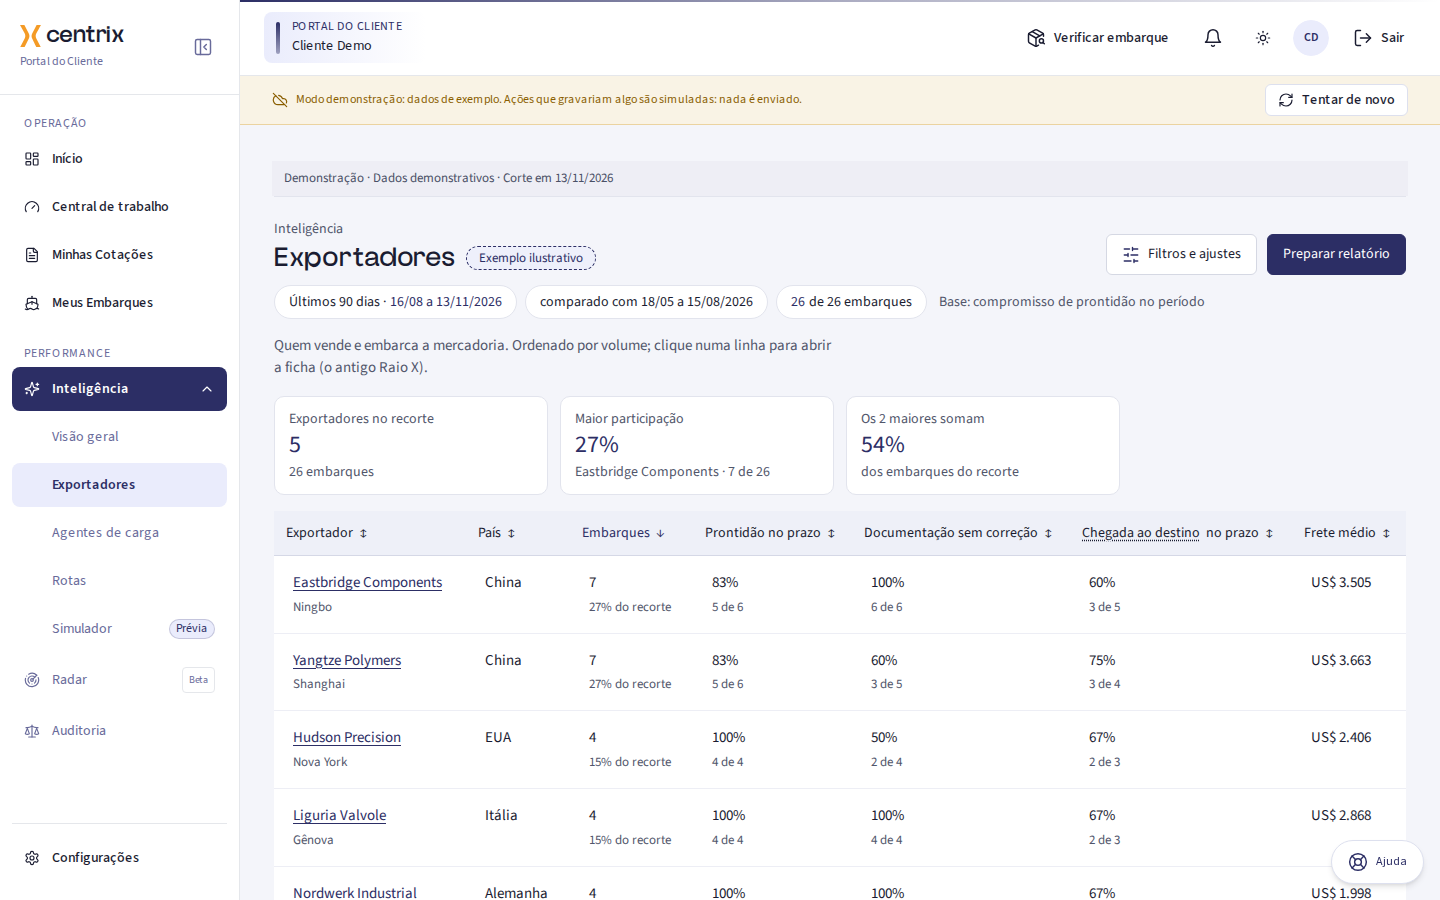 centrix
Portal do Cliente
OPERAÇÃO
Início
Central de trabalho
Minhas Cotações
Meus Embarques
PERFORMANCE
Inteligência
Visão geral
Exportadores
Agentes de carga
Rotas
Simulador Prévia
Radar Beta
Auditoria
Configurações
PORTAL DO CLIENTE
Cliente Demo
Verificar embarque
CD
Sair
Modo demonstração: dados de exemplo. Ações que gravariam algo são simuladas: nada é enviado.
Tentar de novo
Demonstração · Dados demonstrativos · Corte em 13/11/2026
Inteligência
Exportadores Exemplo ilustrativo
Filtros e ajustes
Preparar relatório
Últimos 90 dias · 16/08 a 13/11/2026 comparado com 18/05 a 15/08/2026 26 de 26 embarques Base: compromisso de prontidão no período
Quem vende e embarca a mercadoria. Ordenado por volume; clique numa linha para abrir
a ficha (o antigo Raio X).
Exportadores no recorte
5
26 embarques
Maior participação
27%
Eastbridge Components · 7 de 26
Os 2 maiores somam
54%
dos embarques do recorte
Exportador ↕ País ↕ Embarques ↓ Prontidão no prazo ↕ Documentação sem correção ↕ Chegada ao destino no prazo ↕ Frete médio ↕
Eastbridge Components China 7 83% 100% 60% US$ 3.505
Ningbo 27% do recorte 5 de 6 6 de 6 3 de 5
Yangtze Polymers China 7 83% 60% 75% US$ 3.663
Shanghai 27% do recorte 5 de 6 3 de 5 3 de 4
Hudson Precision EUA 4 100% 50% 67% US$ 2.406
Nova York 15% do recorte 4 de 4 2 de 4 2 de 3
Liguria Valvole Itália 4 100% 100% 67% US$ 2.868
Gênova 15% do recorte 4 de 4 4 de 4 2 de 3
Nordwerk Industrial Alemanha 4 100% 100% 67% US$ 1.998
Ajuda